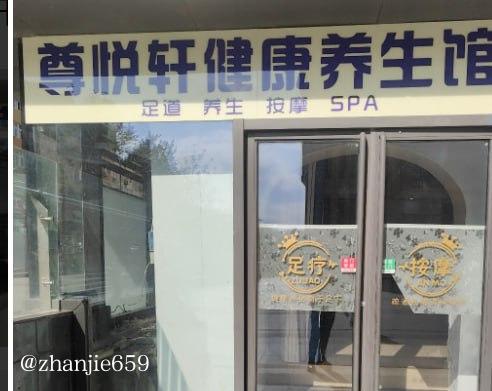 尊悦轩健康养生馆
足道 养生 按摩 SPA
足疗
按摩
@zhanjie659